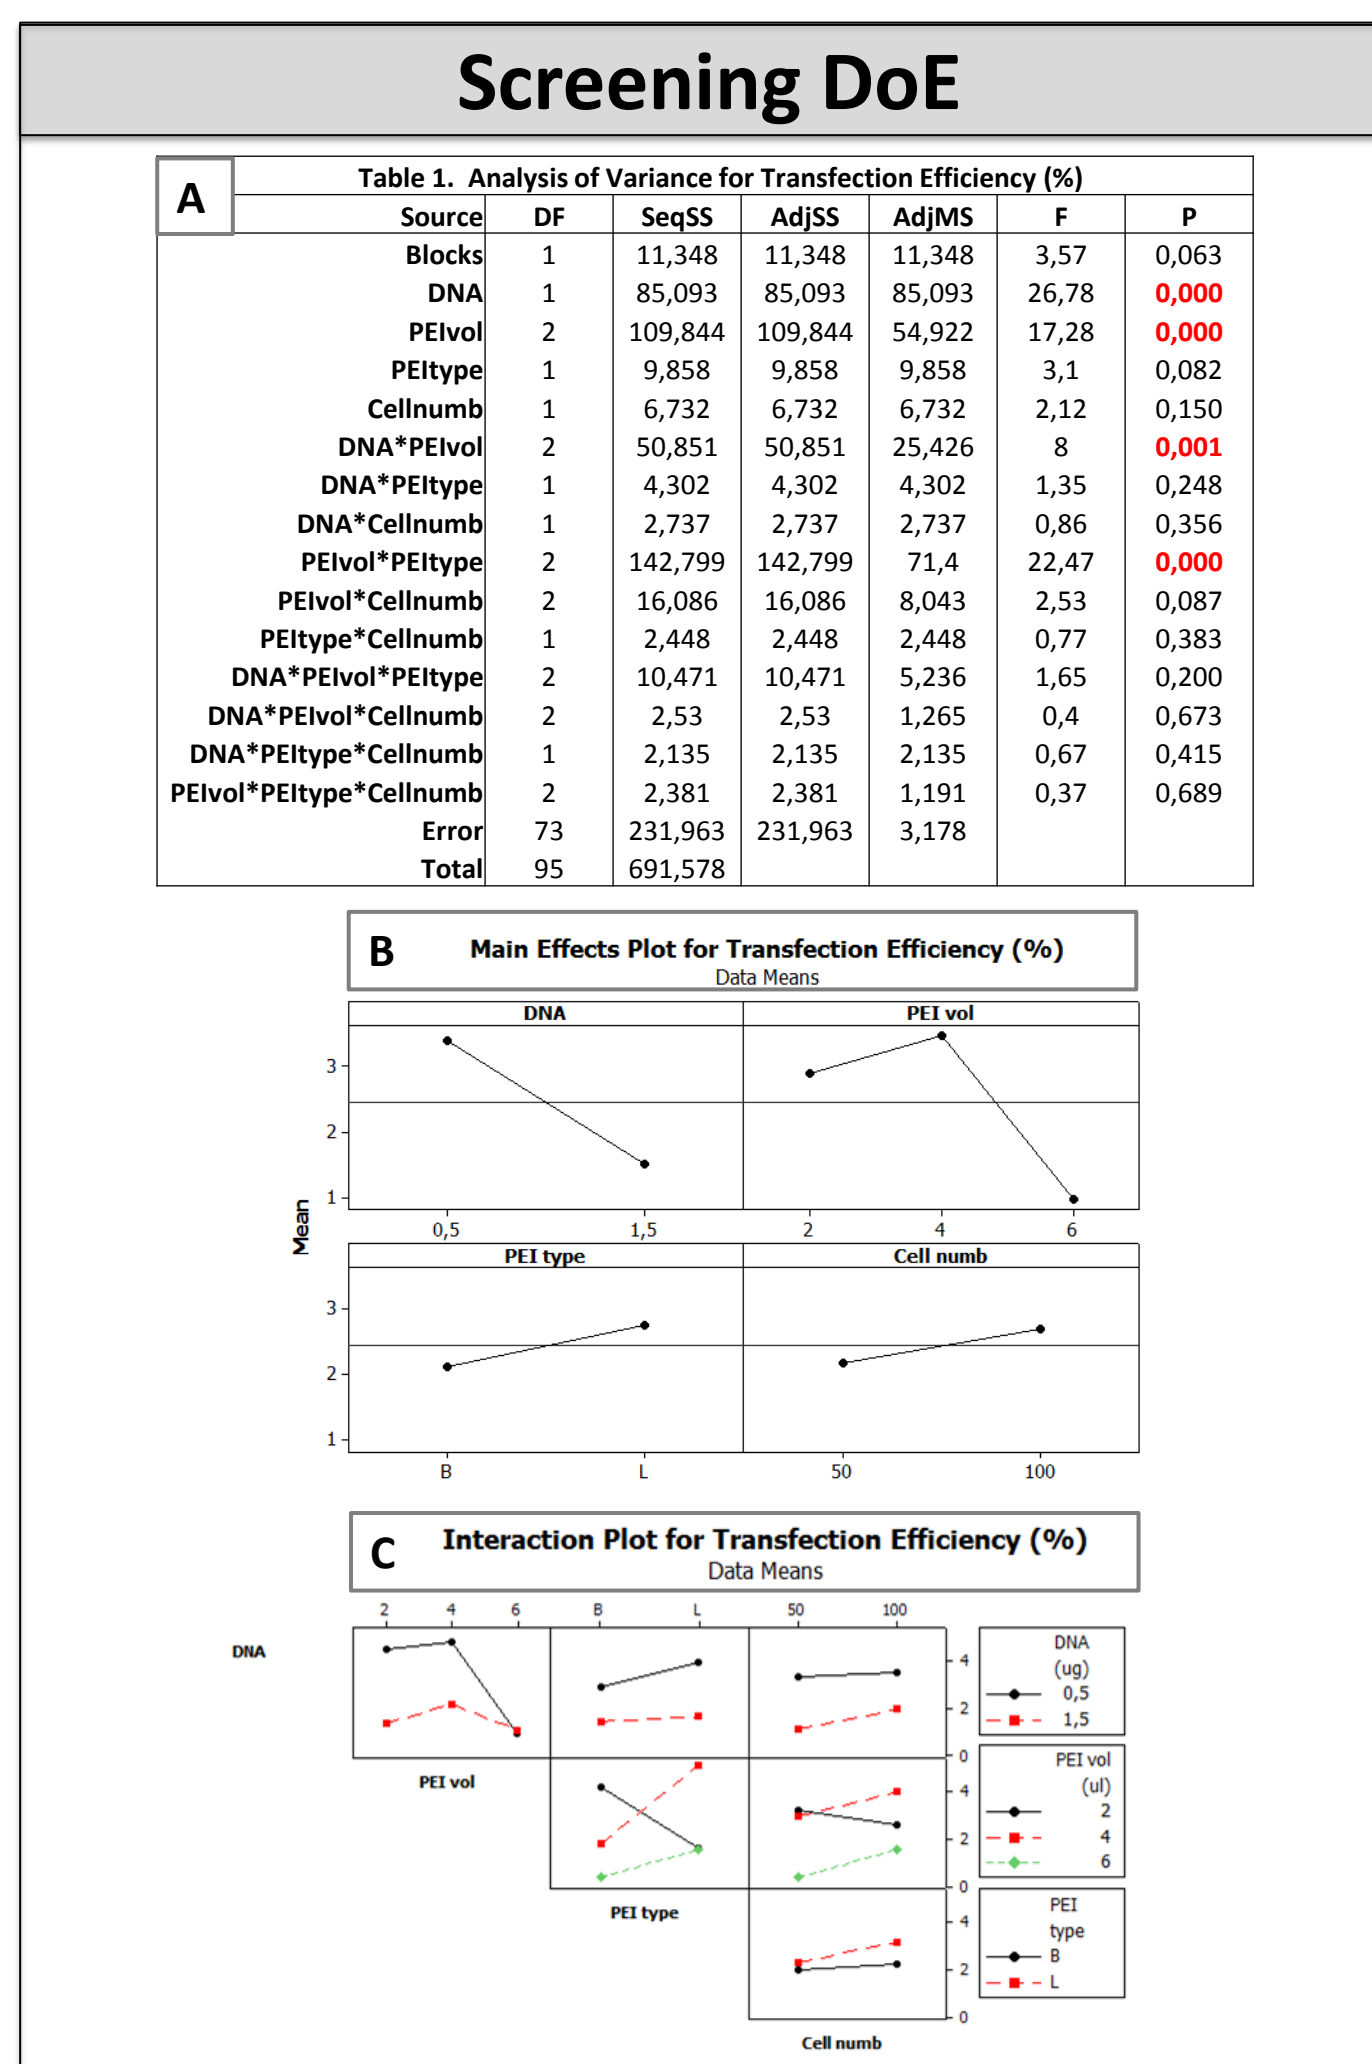 Screening DoE
A
Table 1. Analysis of Variance for Transfection Efficiency (%)
Source DF SeqSS AdjSS AdjMS F P
Blocks 1 11,348 11,348 11,348 3,57 0,063
DNA 1 85,093 85,093 85,093 26,78 0,000
PEIvol 2 109,844 109,844 54,922 17,28 0,000
PEItype 1 9,858 9,858 9,858 3,1 0,082
Cellnumb 1 6,732 6,732 6,732 2,12 0,150
DNA*PEIvol 2 50,851 50,851 25,426 8 0,001
DNA*PEItype 1 4,302 4,302 4,302 1,35 0,248
DNA*Cellnumb 1 2,737 2,737 2,737 0,86 0,356
PEIvol*PEItype 2 142,799 142,799 71,4 22,47 0,000
PEIvol*Cellnumb 2 16,086 16,086 8,043 2,53 0,087
PEItype*Cellnumb 1 2,448 2,448 2,448 0,77 0,383
DNA*PEIvol*PEItype 2 10,471 10,471 5,236 1,65 0,200
DNA*PEIvol*Cellnumb 2 2,53 2,53 1,265 0,4 0,673
DNA*PEItype*Cellnumb 1 2,135 2,135 2,135 0,67 0,415
PEIvol*PEItype*Cellnumb 2 2,381 2,381 1,191 0,37 0,689
Error 73 231,963 231,963 3,178
Total 95 691,578
B
Main Effects Plot for Transfection Efficiency (%)
Data Means
DNA PEI vol
3
2
1
0,5 1,5 2 4 6
Mean
PEI type Cell numb
3
2
1
B L 50 100
C
Interaction Plot for Transfection Efficiency (%)
Data Means
2 4 6 B L 50 100
DNA
4
2
0
DNA
(ug)
0,5
1,5
PEI vol
4
2
0
PEI vol
(ul)
2
4
6
PEI type
4
2
0
PEI
type
B
L
Cell numb